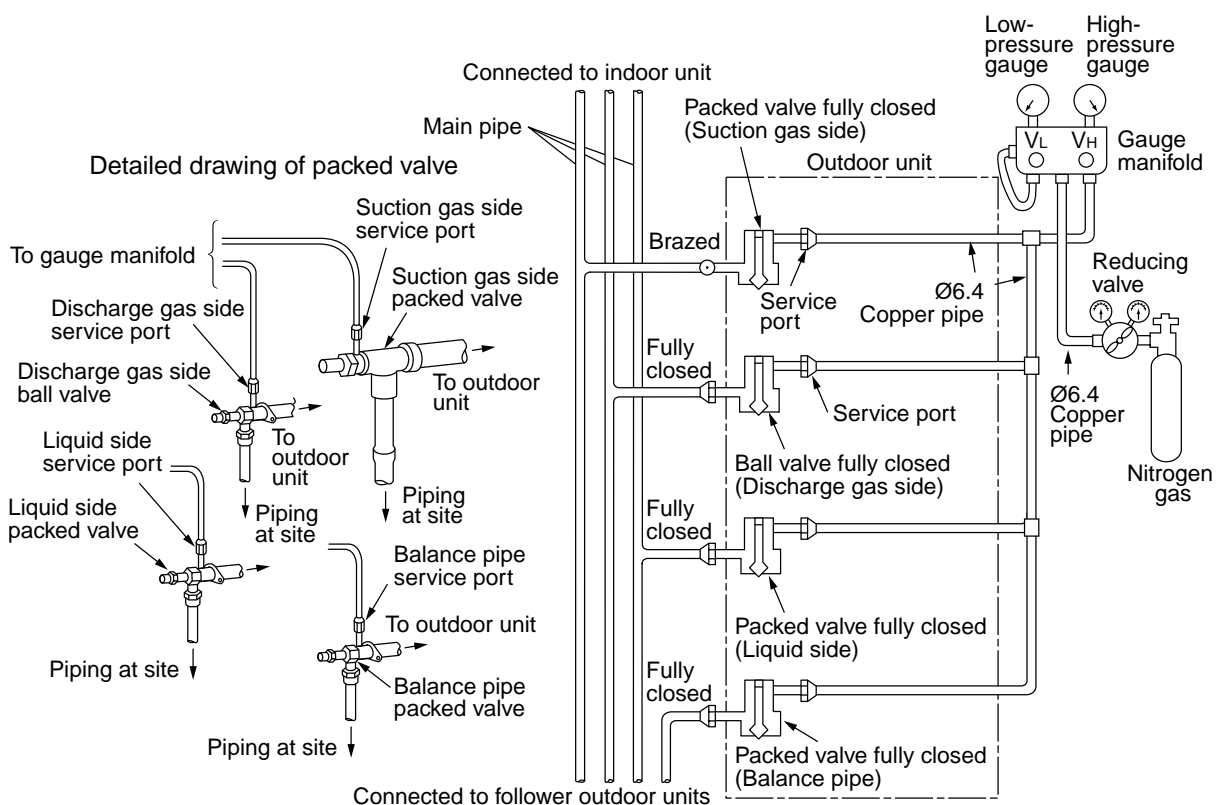 Low-
pressure
gauge
High-
pressure
gauge
Connected to indoor unit
Packed valve fully closed
(Suction gas side)
Main pipe
VL
VH
Gauge
manifold
Outdoor unit
Detailed drawing of packed valve
Suction gas side
service port
To gauge manifold
Suction gas side
packed valve
Brazed
Service
port
Ø6.4
Copper pipe
Reducing
valve
Discharge gas side
service port
Discharge gas side
ball valve
To outdoor
unit
Fully
closed
Service port
Ø6.4
Copper
pipe
Nitrogen
gas
Liquid side
service port
To
outdoor
unit
Ball valve fully closed
(Discharge gas side)
Liquid side
packed valve
Piping
at site
Piping
at site
Fully
closed
Balance pipe
service port
To outdoor unit
Packed valve fully closed
(Liquid side)
Piping at site
Balance pipe
packed valve
Fully
closed
Piping at site
Packed valve fully closed
(Balance pipe)
Connected to follower outdoor units